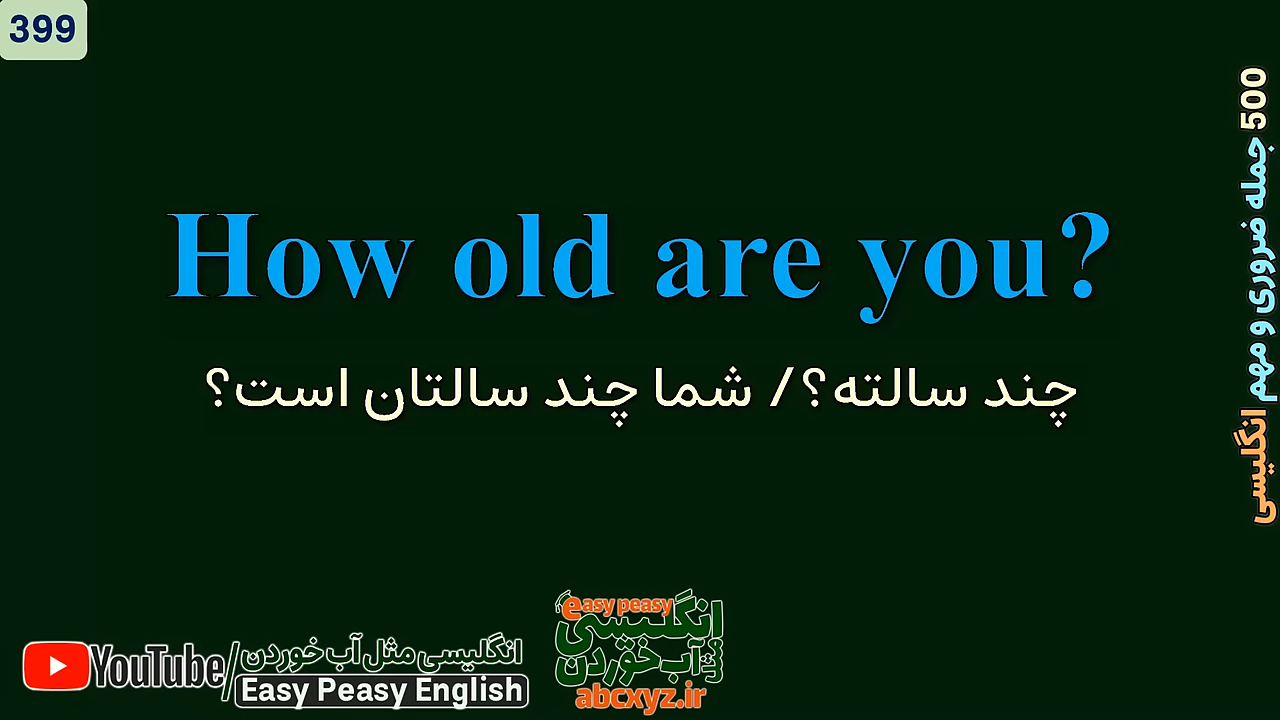 399
500 جمله ضروری و مهم انگلیسی
How old are you?
چند سالته؟/ شما چند سالتان است؟
YouTube/انگلیسی مثل آب خوردن
Easy Peasy English
easy peasy
انگلیسی
مثل آب خوردن
abcxyz.ir